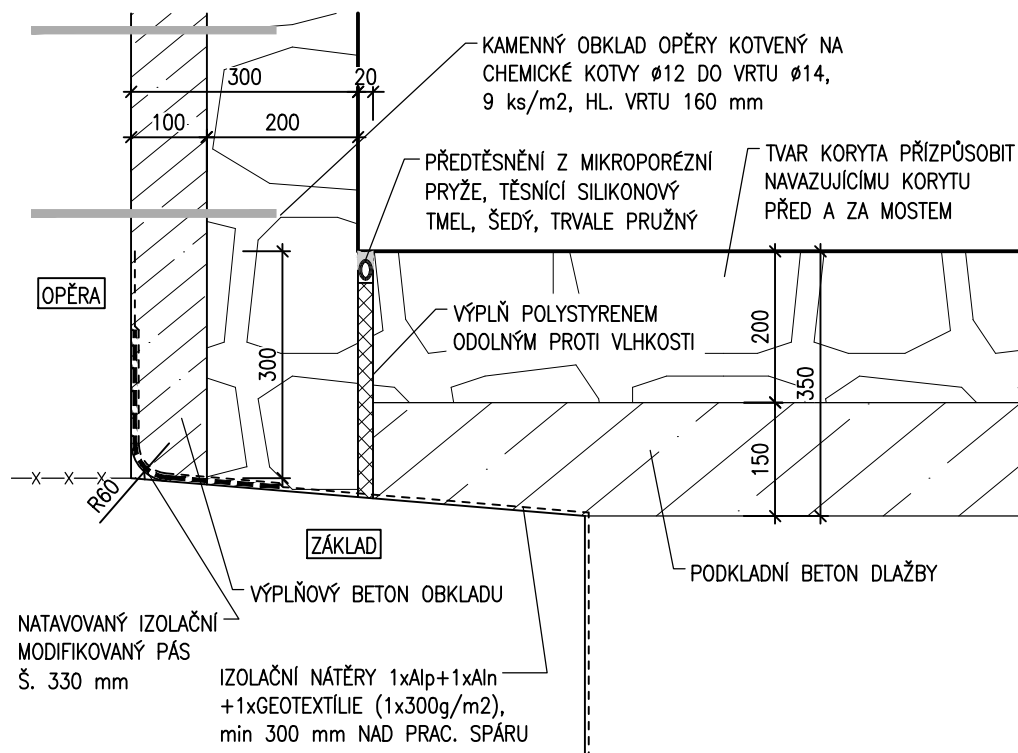 KAMENNÝ OBKLAD OPĚRY KOTVENÝ NA
CHEMICKÉ KOTVY ø12 DO VRTU ø14,
9 ks/m2, HL. VRTU 160 mm
300
20
100
200
PŘEDTĚSNĚNÍ Z MIKROPORÉZNÍ
PRYŽE, TĚSNÍCÍ SILIKONOVÝ
TMEL, ŠEDÝ, TRVALE PRUŽNÝ
TVAR KORYTA PŘÍZPŮSOBIT
NAVAZUJÍCÍMU KORYTU
PŘED A ZA MOSTEM
OPĚRA
VÝPLŇ POLYSTYRENEM
ODOLNÝM PROTI VLHKOSTI
300
200
350
150
R60
ZÁKLAD
PODKLADNÍ BETON DLAŽBY
VÝPLŇOVÝ BETON OBKLADU
NATAVOVANÝ IZOLAČNÍ
MODIFIKOVANÝ PÁS
Š. 330 mm
IZOLAČNÍ NÁTĚRY 1xAlp+1xAln
+1xGEOTEXTÍLIE (1x300g/m2),
min 300 mm NAD PRAC. SPÁRU